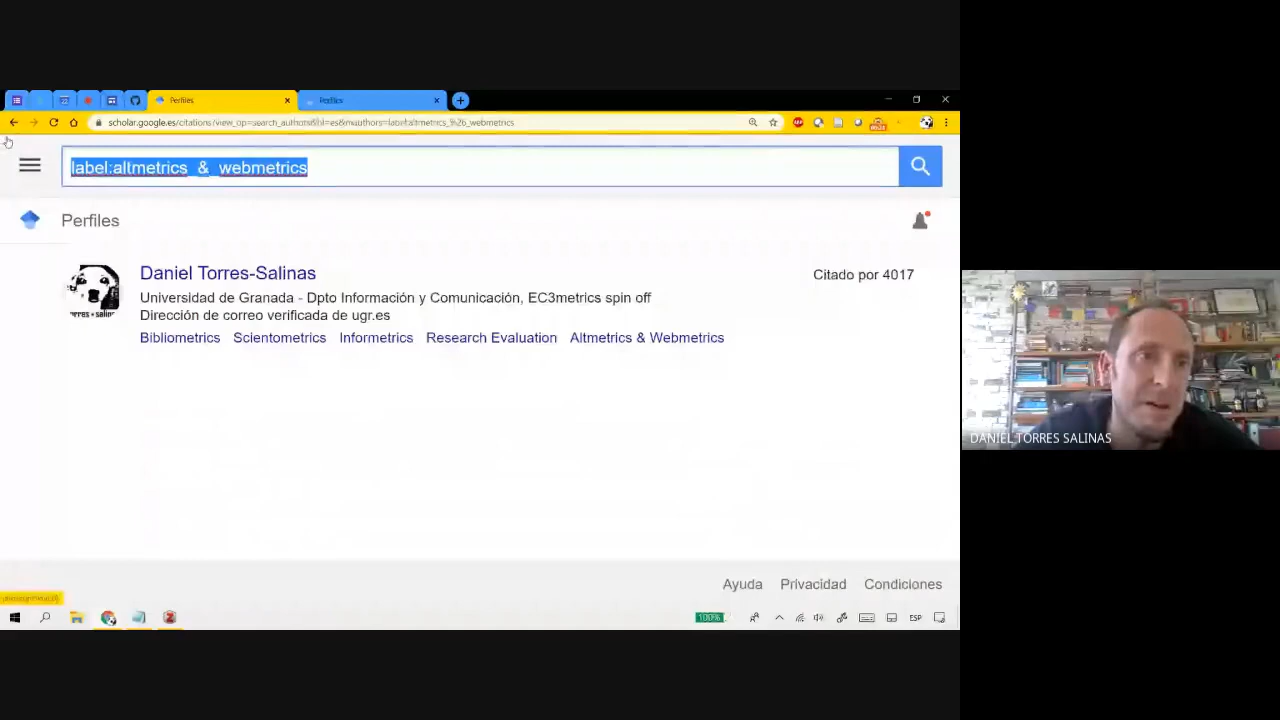 Perfiles
Perfiles
scholar.google.es/citations?view_op=search_authors&hl=es&mauthors=label:altmetrics_%26_webmetrics
label:altmetrics_&_webmetrics
Perfiles
Daniel Torres-Salinas
Citado por 4017
Universidad de Granada - Dpto Información y Comunicación, EC3metrics spin off
Dirección de correo verificada de ugr.es
Bibliometrics Scientometrics Informetrics Research Evaluation Altmetrics & Webmetrics
DANIEL TORRES SALINAS
Ayuda Privacidad Condiciones
100%
ESP